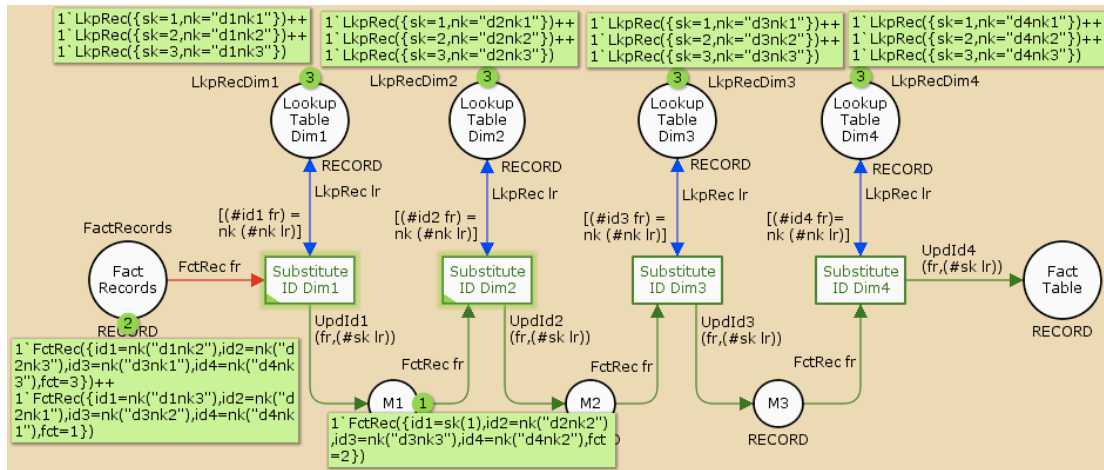 1`LkpRec({sk=1,nk="d1nk1"})++
1`LkpRec({sk=2,nk="d1nk2"})++
1`LkpRec({sk=3,nk="d1nk3"})
1`LkpRec({sk=1,nk="d2nk1"})++
1`LkpRec({sk=2,nk="d2nk2"})++
1`LkpRec({sk=3,nk="d2nk3"})
1`LkpRec({sk=1,nk="d3nk1"})++
1`LkpRec({sk=2,nk="d3nk2"})++
1`LkpRec({sk=3,nk="d3nk3"})
1`LkpRec({sk=1,nk="d4nk1"})++
1`LkpRec({sk=2,nk="d4nk2"})++
1`LkpRec({sk=3,nk="d4nk3"})
LkpRecDim1
3
LkpRecDim2
3
3
LkpRecDim3
3
LkpRecDim4
Lookup
Table
Dim1
Lookup
Table
Dim2
Lookup
Table
Dim3
Lookup
Table
Dim4
RECORD
RECORD
RECORD
RECORD
LkpRec lr
LkpRec lr
LkpRec lr
LkpRec lr
[(#id1 fr) =
nk (#nk lr)]
[(#id2 fr)=
nk (#nk lr)]
[(#id3 fr)=
nk (#nk lr)]
[(#id4 fr)=
nk (#nk lr)]
FactRecords
Fact
Records
FctRec fr
Substitute
ID Dim1
Substitute
ID Dim2
Substitute
ID Dim3
Substitute
ID Dim4
UpdId4
(fr,(#sk lr))
Fact
Table
RECORD
2
RECORD
UpdId1
(fr,(#sk lr))
UpdId2
(fr,(#sk lr))
UpdId3
(fr,(#sk lr))
FctRec fr
FctRec fr
FctRec fr
1`FctRec({id1=nk("d1nk2"),id2=nk("d
2nk3"),id3=nk("d3nk1"),id4=nk("d4nk
3"),fct=3})++
1`FctRec({id1=nk("d1nk3"),id2=nk("d
2nk1"),id3=nk("d3nk2"),id4=nk("d4nk
1"),fct=1})
M1
1
M2
M3
RECORD
1`FctRec({id1=sk(1),id2=nk("d2nk2")
,id3=nk("d3nk3"),id4=nk("d4nk2"),fct
=2})